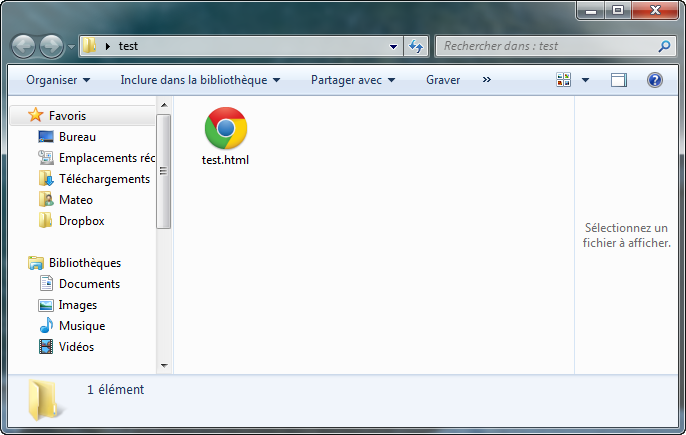 test
Rechercher dans : test
Organiser
Inclure dans la bibliothèque
Partager avec
Graver
»
Favoris
Bureau
Emplacements réc
Téléchargements
Mateo
Dropbox
Bibliothèques
Documents
Images
Musique
Vidéos
test.html
Sélectionnez un
fichier à afficher.
1 élément